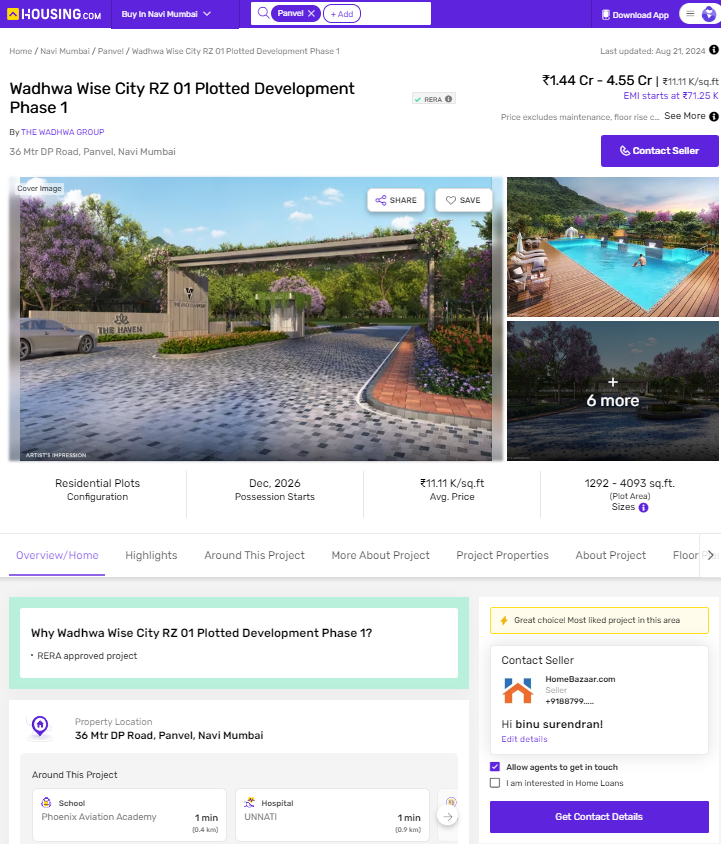 HOUSING.COM
Buy In Navi Mumbai
Panvel
+ Add
Download App
Home / Navi Mumbai / Panvel / Wadhwa Wise City RZ 01 Plotted Development Phase 1
Last updated: Aug 21, 2024
Wadhwa Wise City RZ 01 Plotted Development
Phase 1
RERA
₹1.44 Cr - 4.55 Cr | ₹11.11 K/sq.ft
EMI starts at ₹71.25 K
By THE WADHWA GROUP
Price excludes maintenance, floor rise c... See More
36 Mtr DP Road, Panvel, Navi Mumbai
Contact Seller
Cover Image
SHARE
SAVE
THE HAVEN
ARTIST'S IMPRESSION
+
6 more
Residential Plots
Configuration
Dec, 2026
Possession Starts
₹11.11 K/sq.ft
Avg. Price
1292 - 4093 sq.ft.
(Plot Area)
Sizes
Overview/Home
Highlights
Around This Project
More About Project
Project Properties
About Project
Floor
Why Wadhwa Wise City RZ 01 Plotted Development Phase 1?
• RERA approved project
Property Location
36 Mtr DP Road, Panvel, Navi Mumbai
Around This Project
School
Phoenix Aviation Academy
1 min
(0.4 km)
Hospital
UNNATI
1 min
(0.9 km)
Great choice! Most liked project in this area
Contact Seller
HomeBazaar.com
Seller
+9188799.....
Hi binu surendran!
Edit details
Allow agents to get in touch
I am interested in Home Loans
Get Contact Details